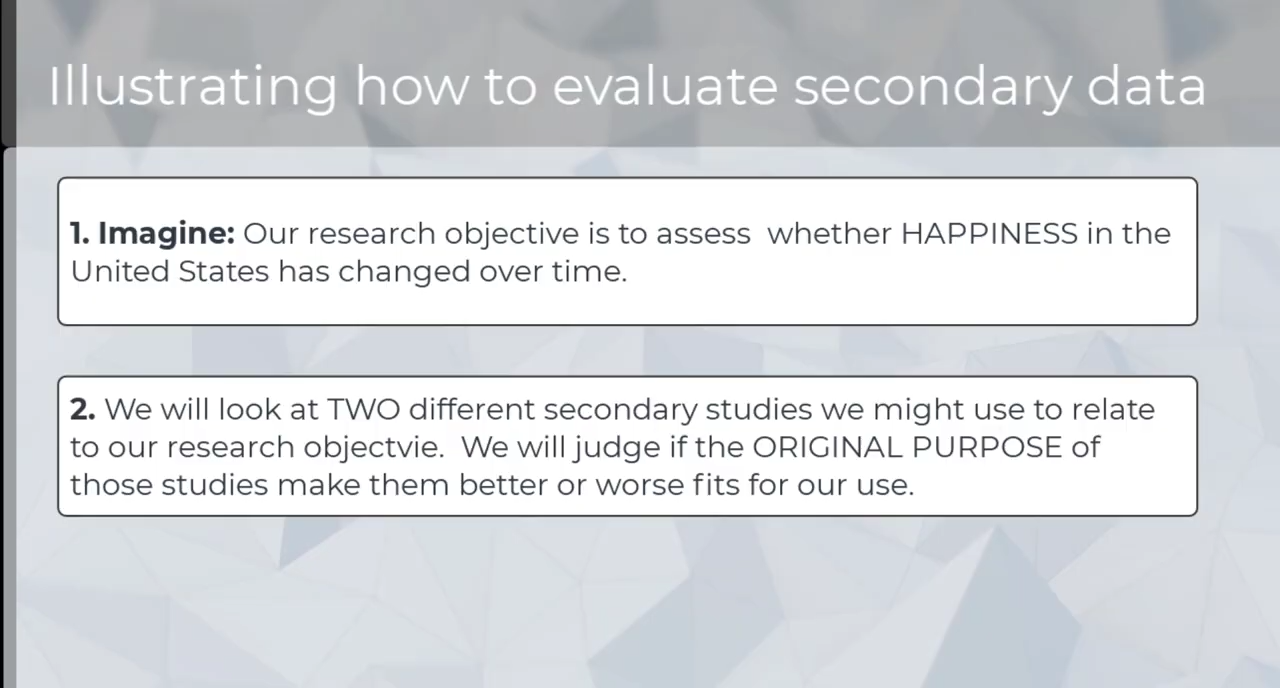 Illustrating how to evaluate secondary data
1. Imagine: Our research objective is to assess  whether HAPPINESS in the
United States has changed over time.
2. We will look at TWO different secondary studies we might use to relate
to our research objectvie.  We will judge if the ORIGINAL PURPOSE of
those studies make them better or worse fits for our use.